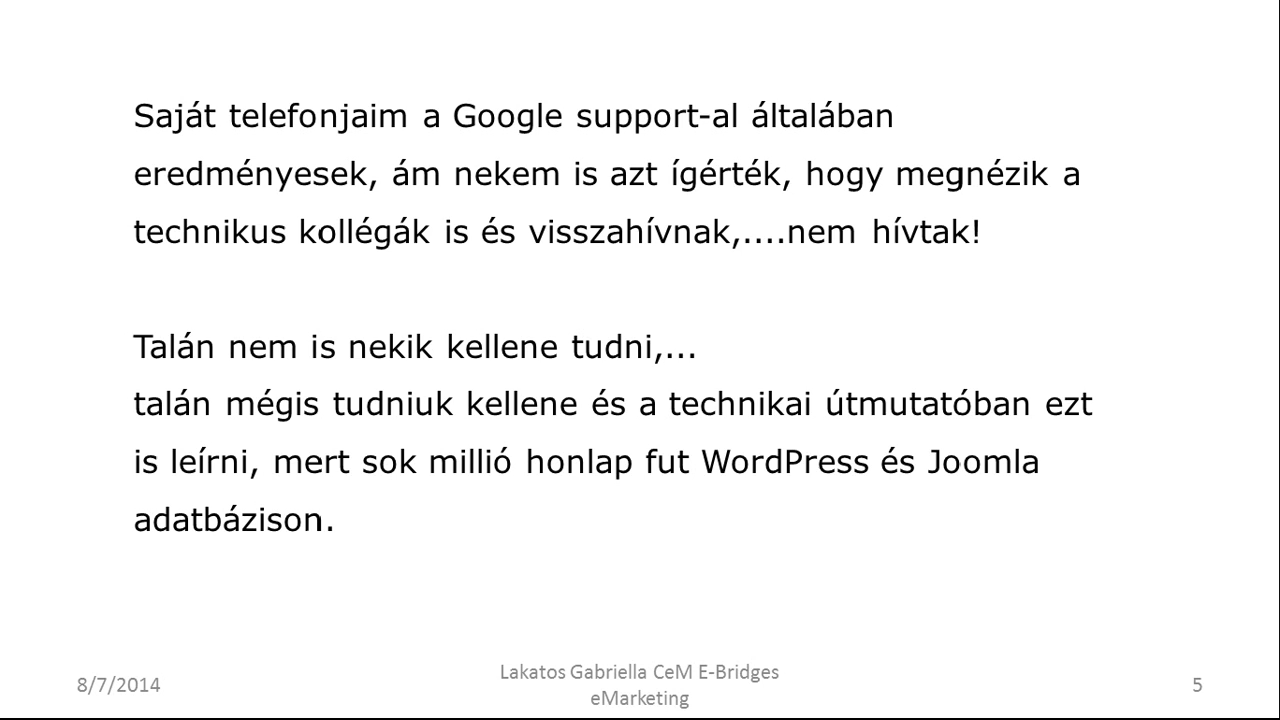 Saját telefonjaim a Google support-al általában
eredményesek, ám nekem is azt ígérték, hogy megnézik a
technikus kollégák is és visszahívnak,....nem hívtak!
Talán nem is nekik kellene tudni,...
talán mégis tudniuk kellene és a technikai útmutatóban ezt
is leírni, mert sok millió honlap fut WordPress és Joomla
adatbázison.
8/7/2014
Lakatos Gabriella CeM E-Bridges
eMarketing
5